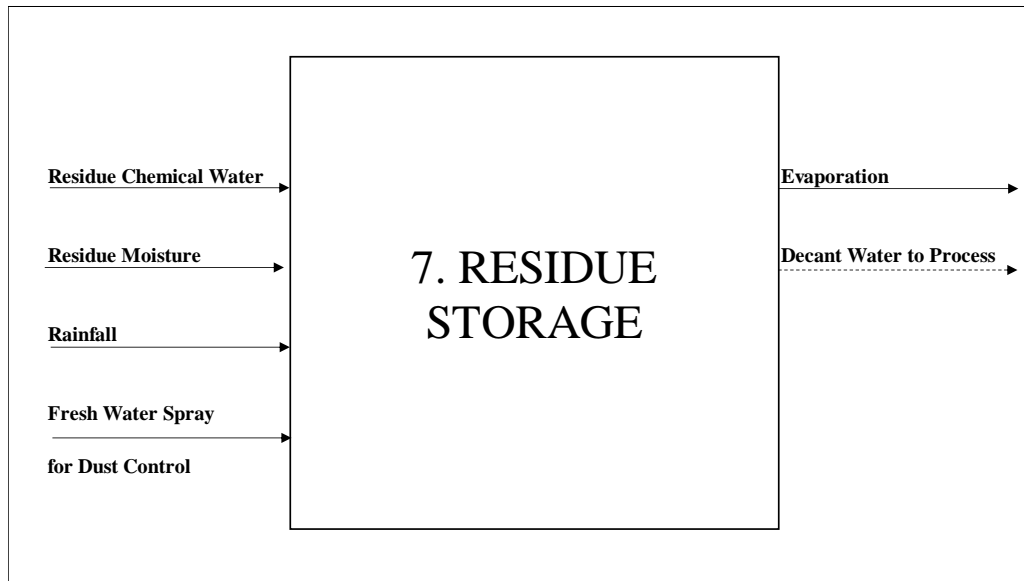 Residue Chemical Water
Residue Moisture
Rainfall
Fresh Water Spray
for Dust Control
7. RESIDUE
STORAGE
Evaporation
Decant Water to Process